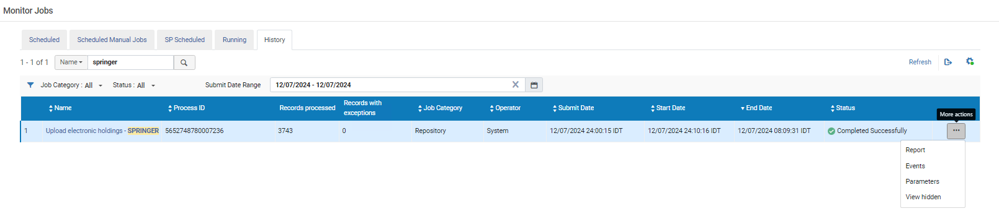 Monitor Jobs
Scheduled Scheduled Manual Jobs SP Scheduled Running History
1 - 1 of 1 Name springer Refresh
Job Category : All Status : All Submit Date Range 12/07/2024 - 12/07/2024
Name Process ID Records processed Records with exceptions Job Category Operator Submit Date Start Date End Date Status
More actions
1 Upload electronic holdings - SPRINGER 5652748780007236 3743 0 Repository System 12/07/2024 24:00:15 IDT 12/07/2024 24:10:16 IDT 12/07/2024 08:09:31 IDT Completed Successfully ...
Report
Events
Parameters
View hidden